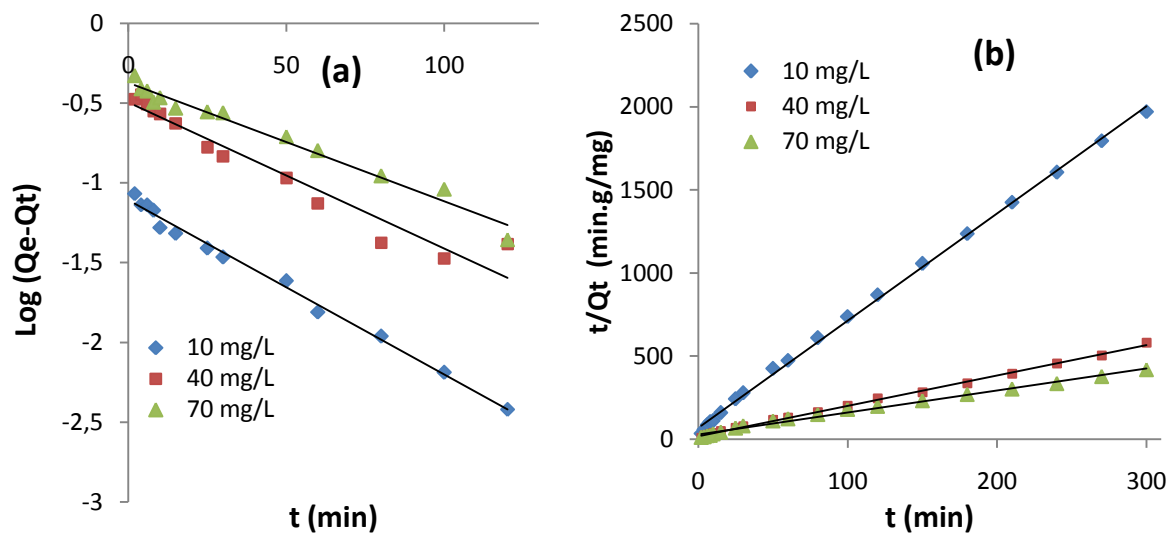 0
0
50
100
(a)
-0,5
-1
-1,5
-2
-2,5
-3
Log (Qe-Qt)
10 mg/L
40 mg/L
70 mg/L
t (min)
2500
2000
1500
1000
500
0
t/Qt (min.g/mg)
(b)
10 mg/L
40 mg/L
70 mg/L
0
100
200
300
t (min)